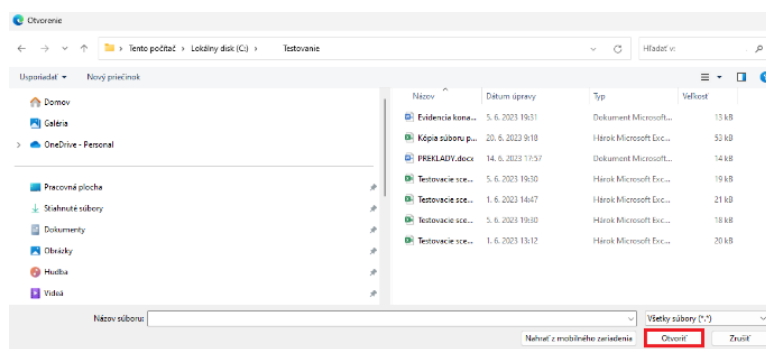 Otvorenie
Tento počítač > Lokálny disk (C:) > Testovanie
Hľadať v:
Usporiadať Nový priečinok
Domov
Galéria
OneDrive - Personal
Pracovná plocha
Stiahnuté súbory
Dokumenty
Obrázky
Hudba
Videá
Názov Dátum úpravy Typ Veľkosť
Evidencia kona... 5. 6. 2023 19:31 Dokument Microsoft... 13 kB
Kópia súboru p... 20. 6. 2023 9:18 Hárok Microsoft Exc... 53 kB
PREKLADY.docx 14. 6. 2023 17:57 Dokument Microsoft... 14 kB
Testovacie sce... 5. 6. 2023 19:30 Hárok Microsoft Exc... 19 kB
Testovacie sce... 1. 6. 2023 14:47 Hárok Microsoft Exc... 21 kB
Testovacie sce... 5. 6. 2023 19:30 Hárok Microsoft Exc... 18 kB
Testovacie sce... 1. 6. 2023 13:12 Hárok Microsoft Exc... 20 kB
Názov súboru: Všetky súbory (*.*)
Nahrať z mobilného zariadenia Otvoriť Zrušiť